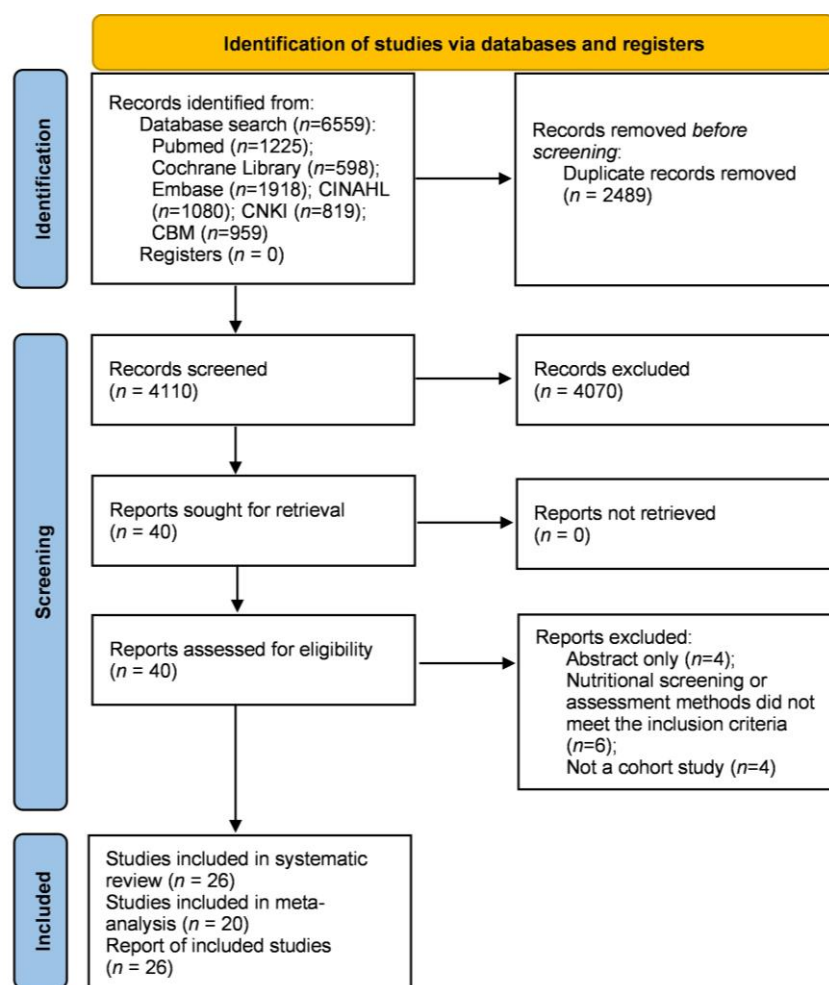 Identification of studies via databases and registers
Identification
Records identified from:
Database search (n=6559):
Pubmed (n=1225);
Cochrane Library (n=598);
Embase (n=1918); CINAHL
(n=1080); CNKI (n=819);
CBM (n=959)
Registers (n = 0)
Records removed before
screening:
Duplicate records removed
(n = 2489)
Screening
Records screened
(n = 4110)
Records excluded
(n = 4070)
Reports sought for retrieval
(n = 40)
Reports not retrieved
(n = 0)
Reports assessed for eligibility
(n = 40)
Reports excluded:
Abstract only (n=4);
Nutritional screening or
assessment methods did not
meet the inclusion criteria
(n=6);
Not a cohort study (n=4)
Included
Studies included in systematic
review (n = 26)
Studies included in meta-
analysis (n = 20)
Report of included studies
(n = 26)